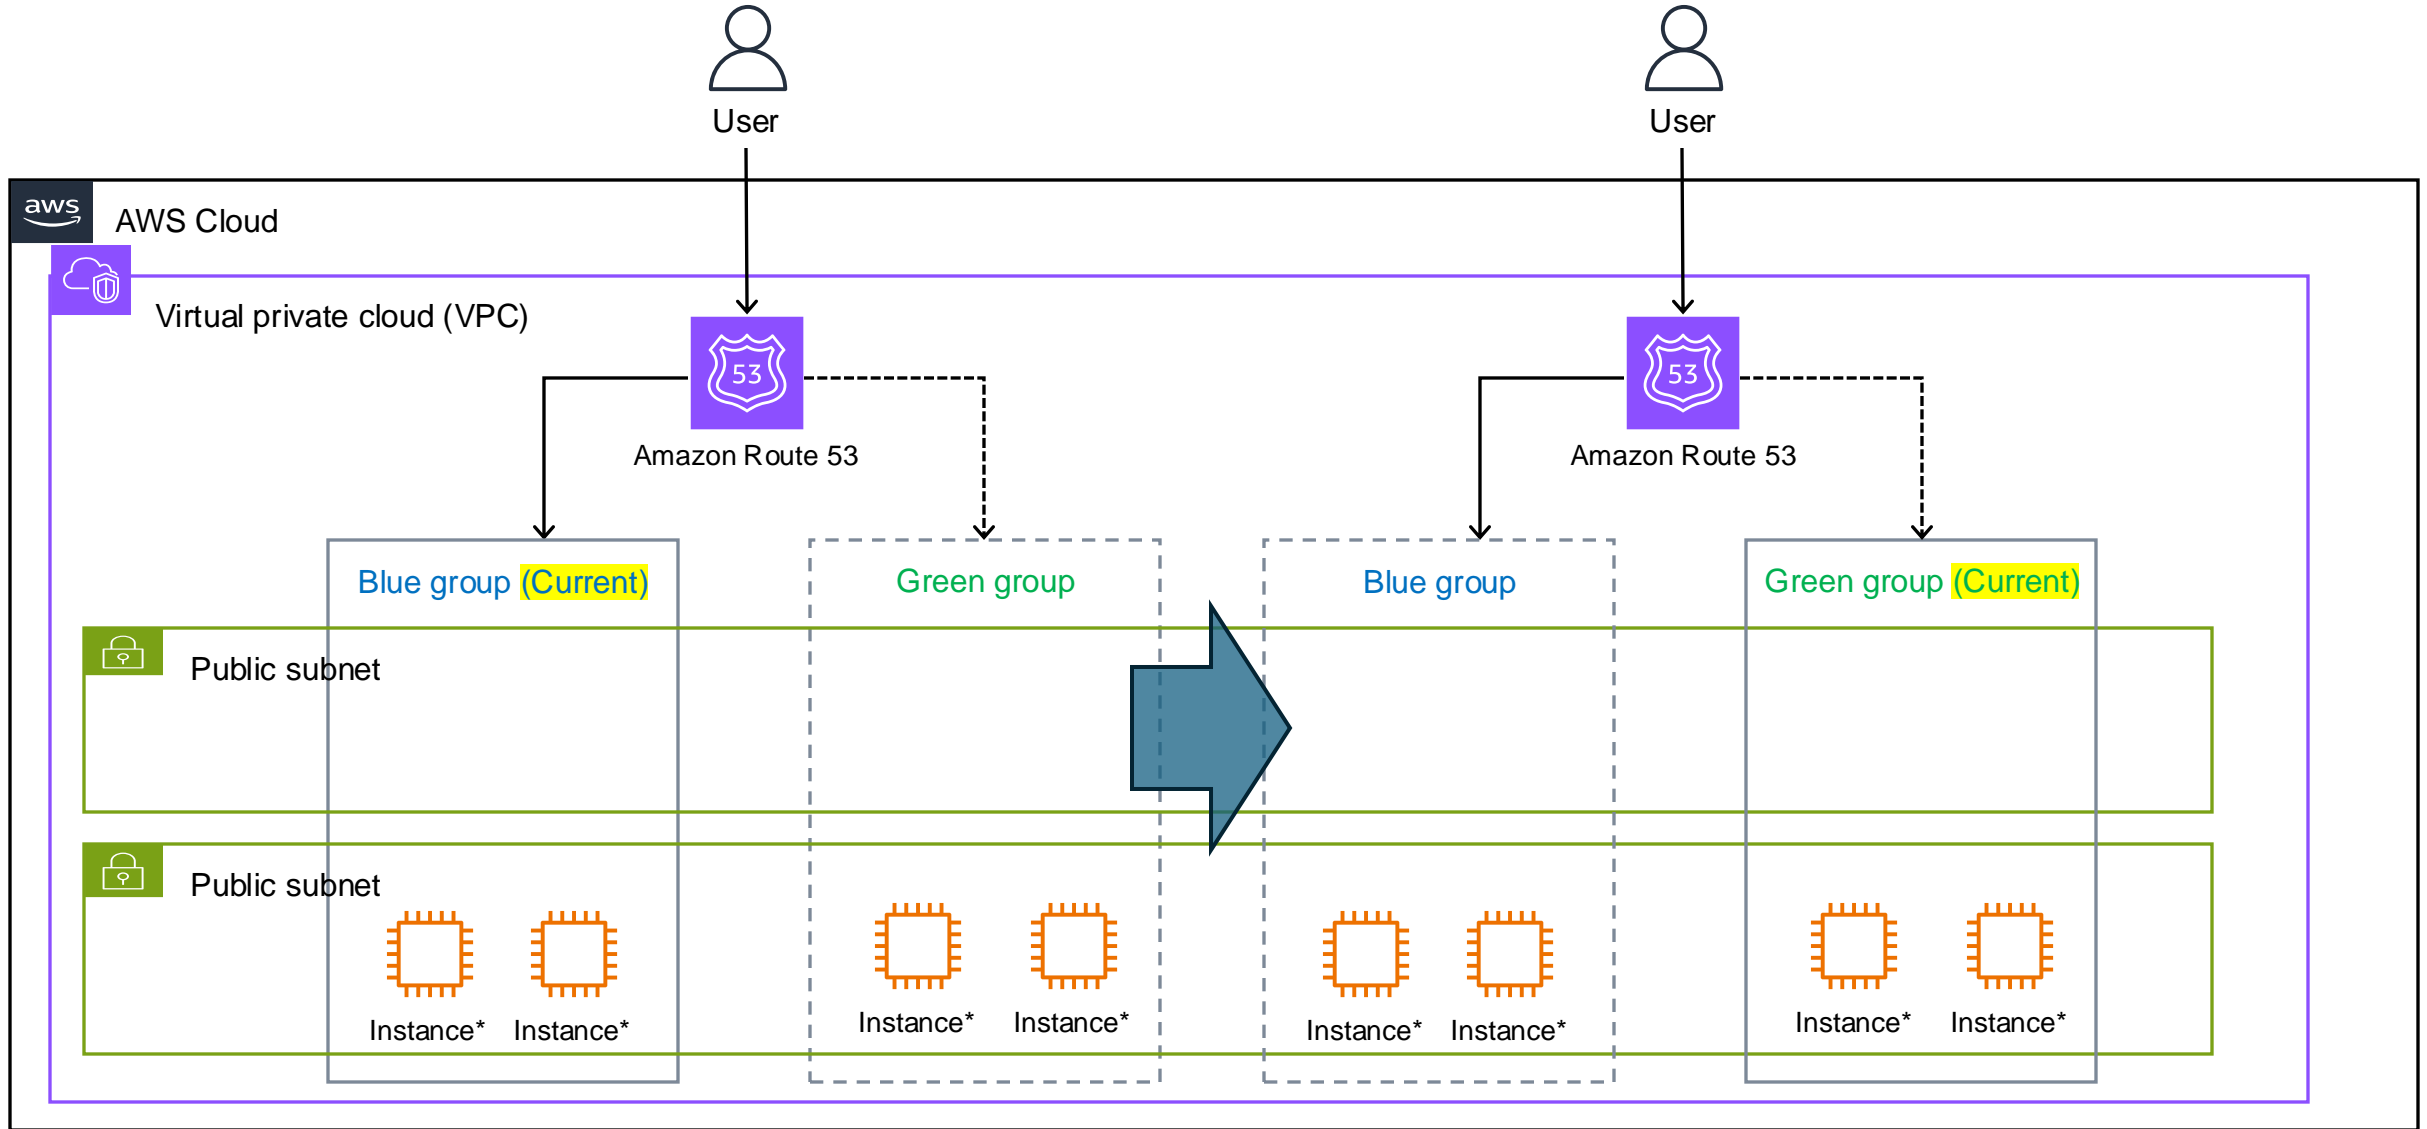 User
User
aws
AWS Cloud
Virtual private cloud (VPC)
53
53
Amazon Route 53
Amazon Route 53
Blue group (Current)
Green group
Blue group
Green group (Current)
Public subnet
Public subnet
Instance*
Instance*
Instance*
Instance*
Instance*
Instance*
Instance*
Instance*